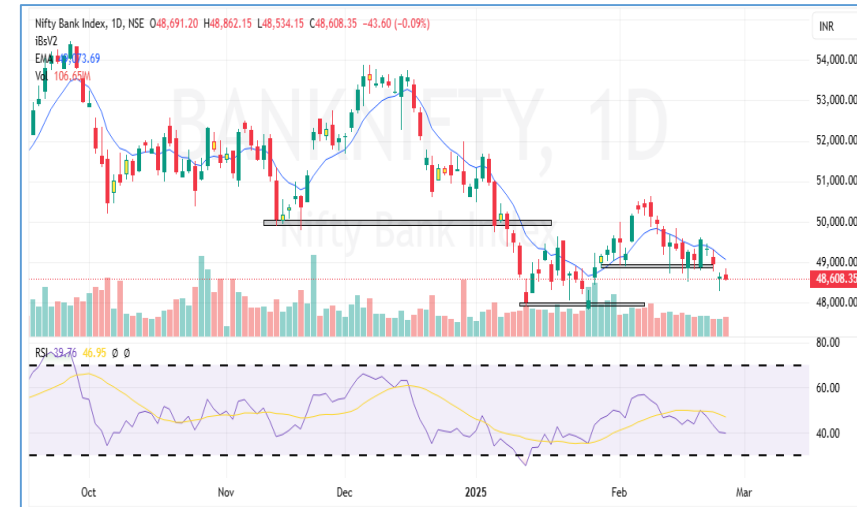 Nifty Bank Index, 1D, NSE O48,691.20 H48,862.15 L48,534.15 C48,608.35 -43.60 (-0.09%)
INR
iBsV2
EMA 49,073.69
Vol 106.65M
BANKNIFTY, 1D
Nifty Bank Index
54,000.00
53,000.00
52,000.00
51,000.00
50,000.00
49,000.00
48,608.35
48,000.00
RSI 39.76 46.95 Ø Ø
80.00
60.00
40.00
Oct Nov Dec 2025 Feb Mar